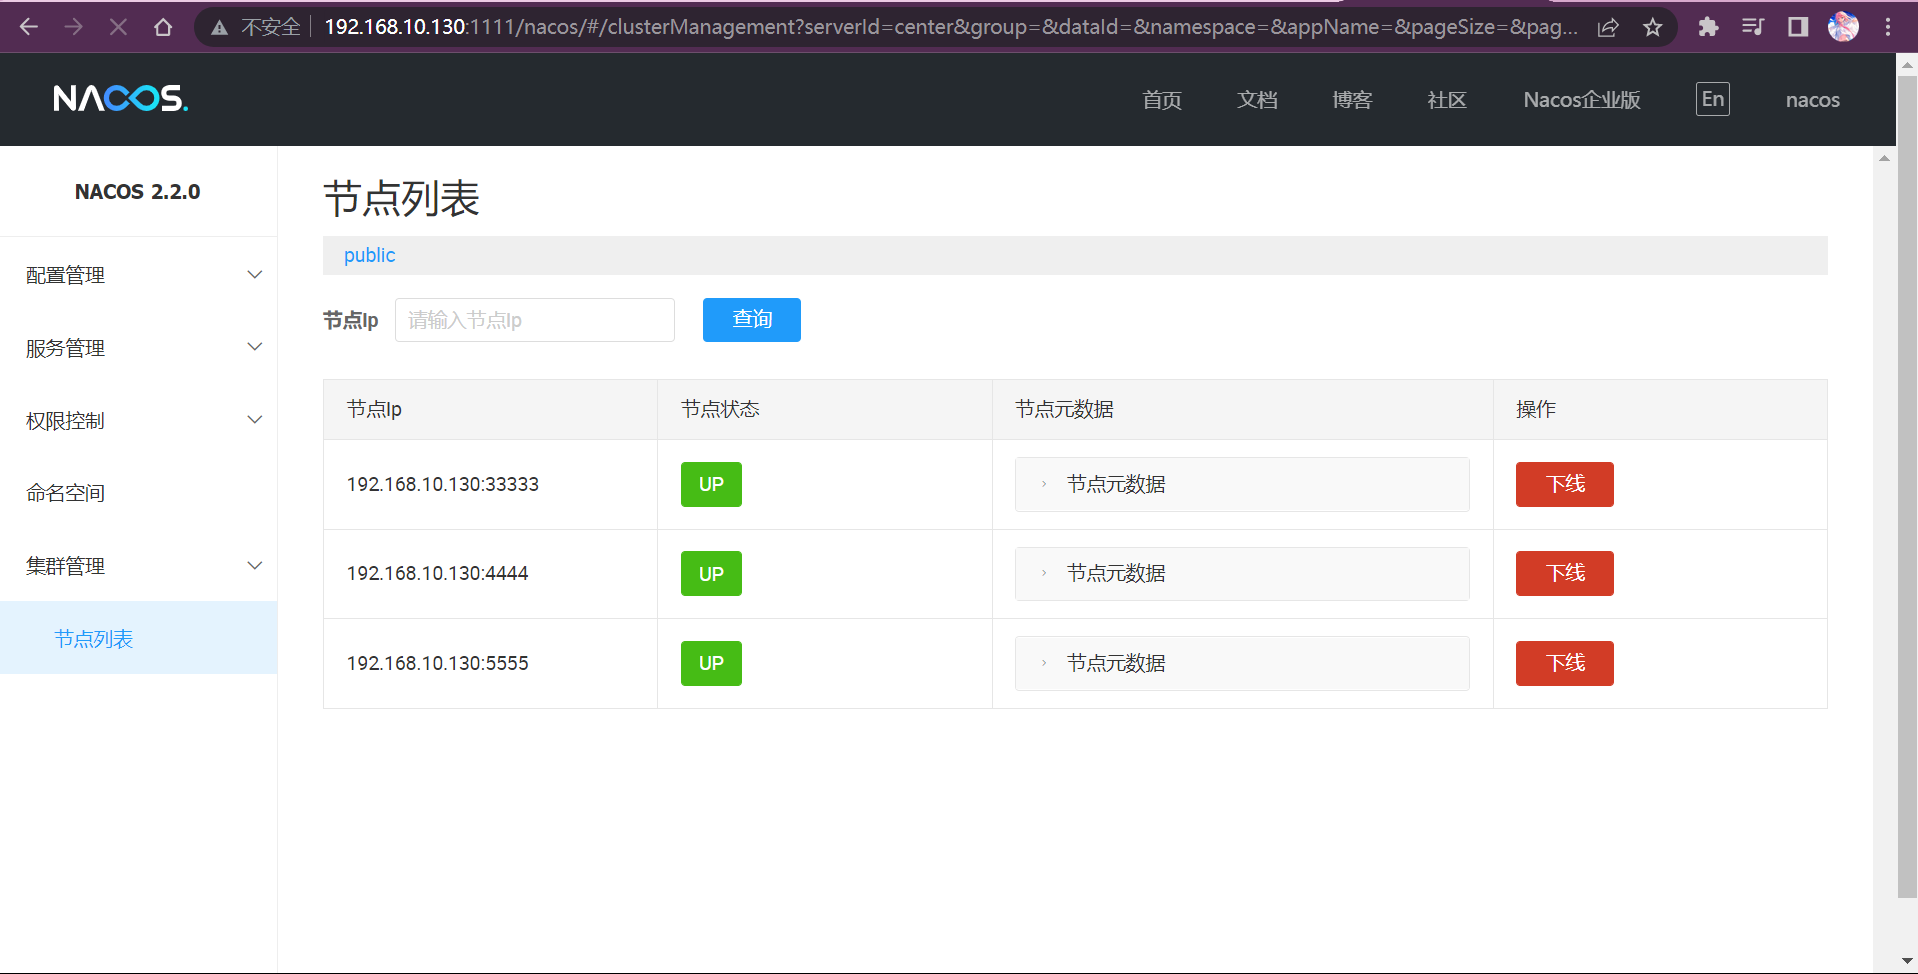 不安全 192.168.10.130:1111/nacos/#/clusterManagement?serverId=center&group=&dataId=&namespace=&appName=&pageSize=&pag...
NACOS. 首页 文档 博客 社区 Nacos企业版 En nacos
NACOS 2.2.0
配置管理
服务管理
权限控制
命名空间
集群管理
节点列表
节点列表
public
节点Ip 请输入节点Ip 查询
节点Ip 节点状态 节点元数据 操作
192.168.10.130:33333 UP 节点元数据 下线
192.168.10.130:4444 UP 节点元数据 下线
192.168.10.130:5555 UP 节点元数据 下线